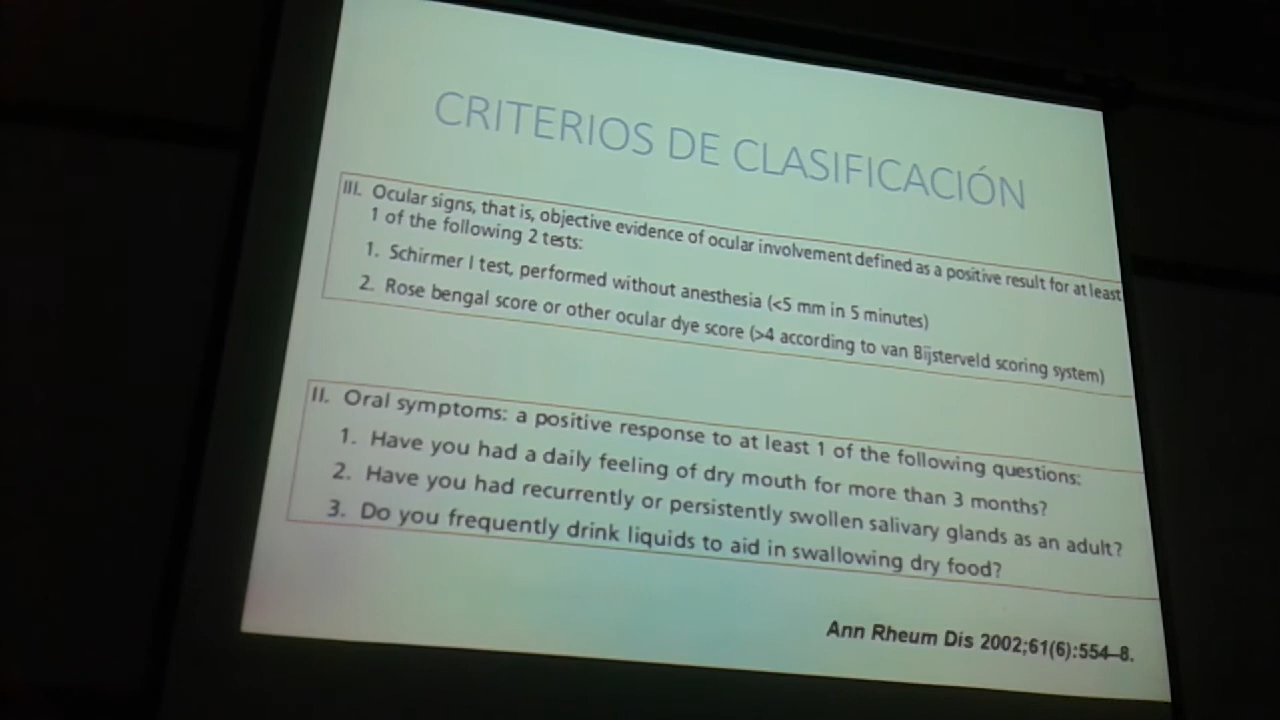 CRITERIOS DE CLASIFICACIÓN
III. Ocular signs, that is, objective evidence of ocular involvement defined as a positive result for at least
1 of the following 2 tests:
1. Schirmer I test, performed without anesthesia (<5 mm in 5 minutes)
2. Rose bengal score or other ocular dye score (>4 according to van Bijsterveld scoring system)
II. Oral symptoms: a positive response to at least 1 of the following questions:
1. Have you had a daily feeling of dry mouth for more than 3 months?
2. Have you had recurrently or persistently swollen salivary glands as an adult?
3. Do you frequently drink liquids to aid in swallowing dry food?
Ann Rheum Dis 2002;61(6):554–8.